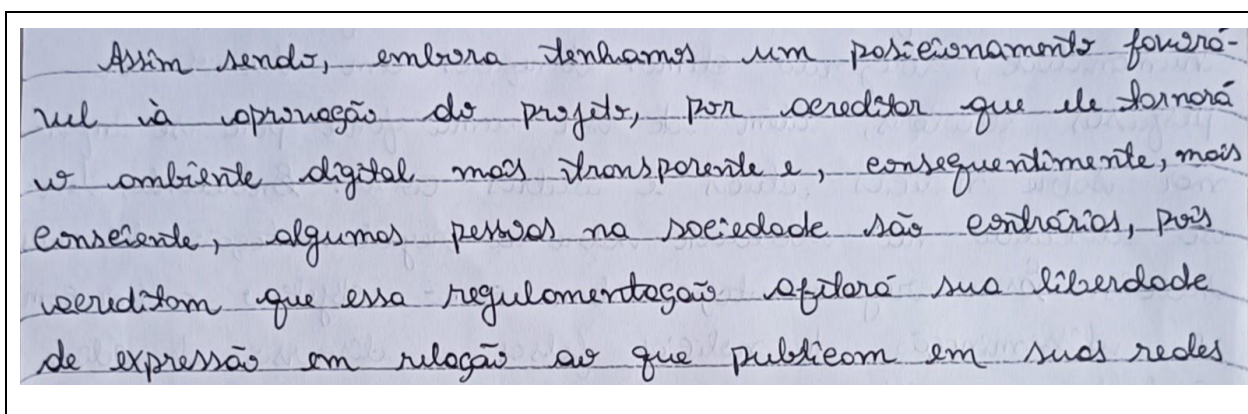 Assim sendo, embora tenhamos um posicionamento favorá-
vel à aprovação do projeto, por acreditar que ele tornará
o ambiente digital mais transparente e, consequentimente, mais
consciente, algumas pessoas na sociedade são contrárias, pois
acreditam que essa regulamentação afetará sua liberdade
de expressão em relação ao que publicam em suas redes